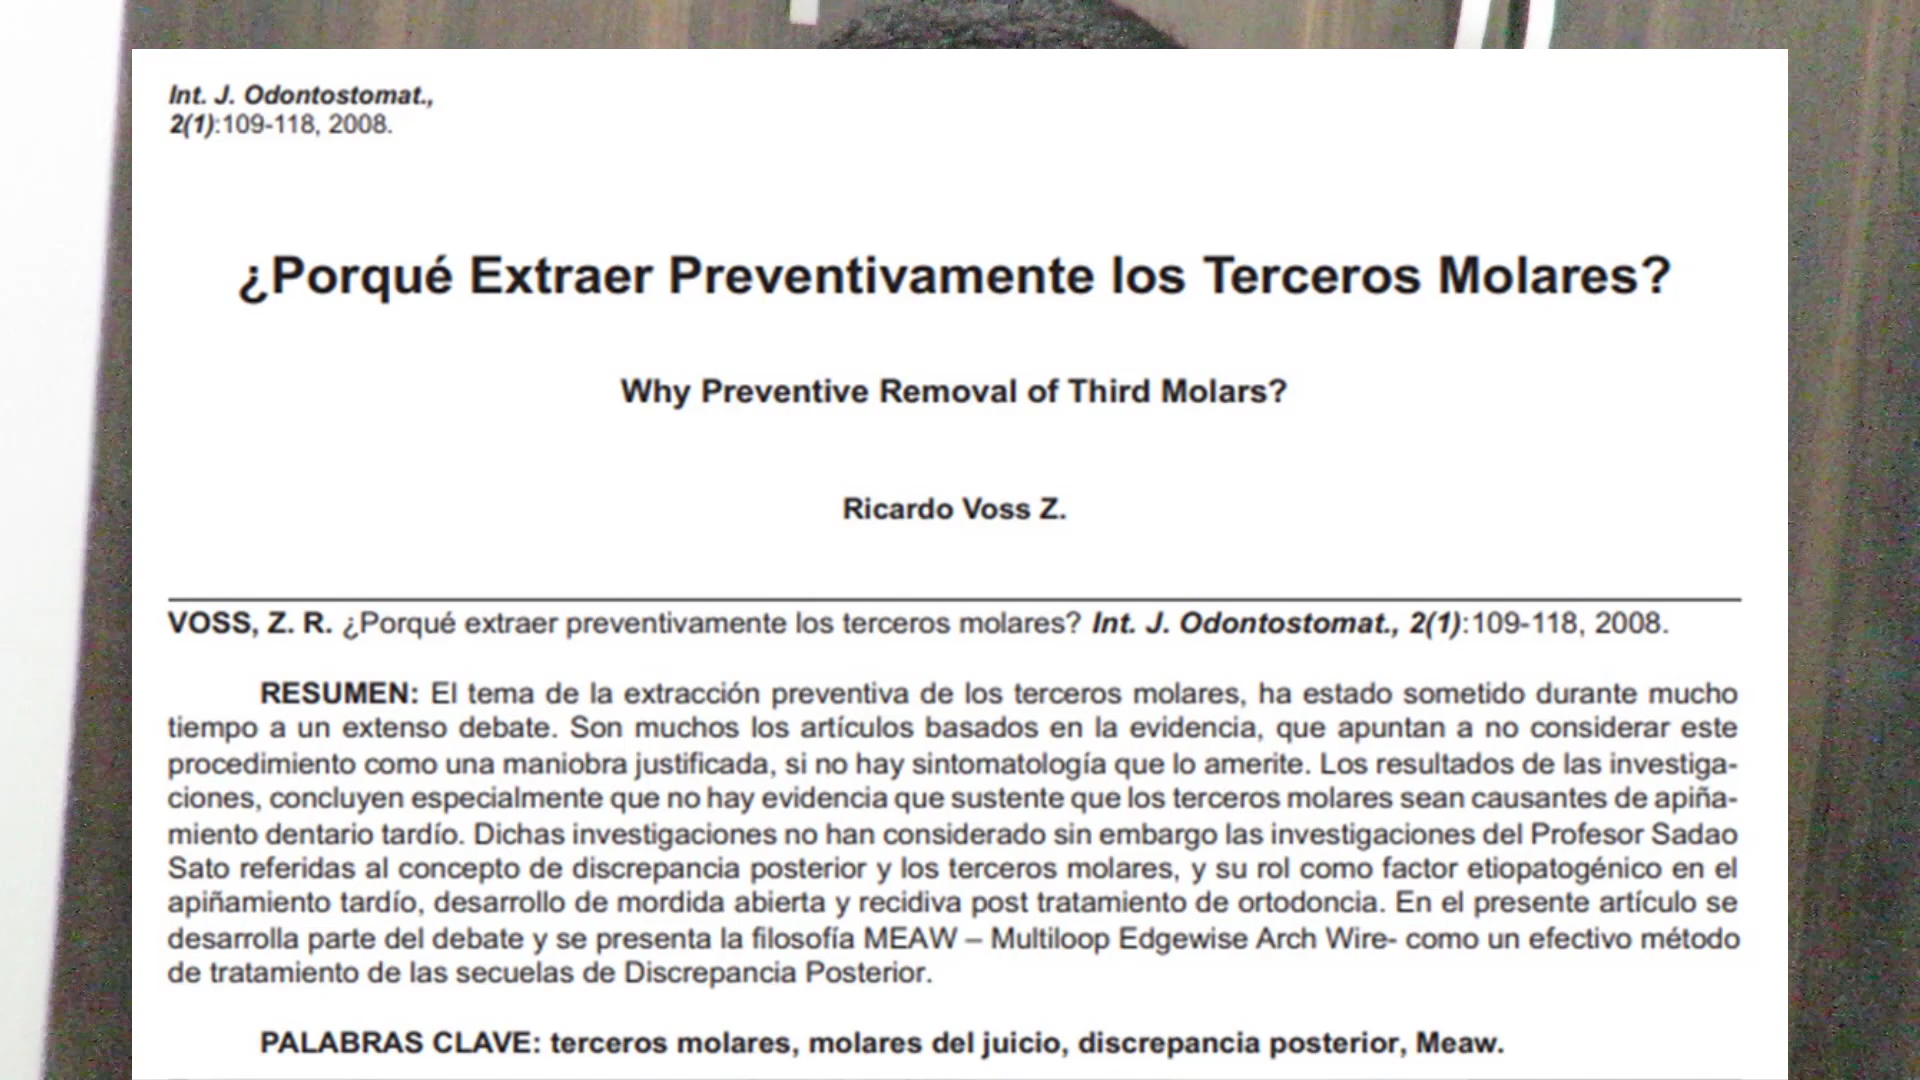 Int. J. Odontostomat.,
2(1):109-118, 2008.
¿Porqué Extraer Preventivamente los Terceros Molares?
Why Preventive Removal of Third Molars?
Ricardo Voss Z.
VOSS, Z. R. ¿Porqué extraer preventivamente los terceros molares? Int. J. Odontostomat., 2(1):109-118, 2008.
RESUMEN: El tema de la extracción preventiva de los terceros molares, ha estado sometido durante mucho
tiempo a un extenso debate. Son muchos los artículos basados en la evidencia, que apuntan a no considerar este
procedimiento como una maniobra justificada, si no hay sintomatología que lo amerite. Los resultados de las investiga-
ciones, concluyen especialmente que no hay evidencia que sustente que los terceros molares sean causantes de apiña-
miento dentario tardío. Dichas investigaciones no han considerado sin embargo las investigaciones del Profesor Sadao
Sato referidas al concepto de discrepancia posterior y los terceros molares, y su rol como factor etiopatogénico en el
apiñamiento tardío, desarrollo de mordida abierta y recidiva post tratamiento de ortodoncia. En el presente artículo se
desarrolla parte del debate y se presenta la filosofía MEAW – Multiloop Edgewise Arch Wire- como un efectivo método
de tratamiento de las secuelas de Discrepancia Posterior.
PALABRAS CLAVE: terceros molares, molares del juicio, discrepancia posterior, Meaw.